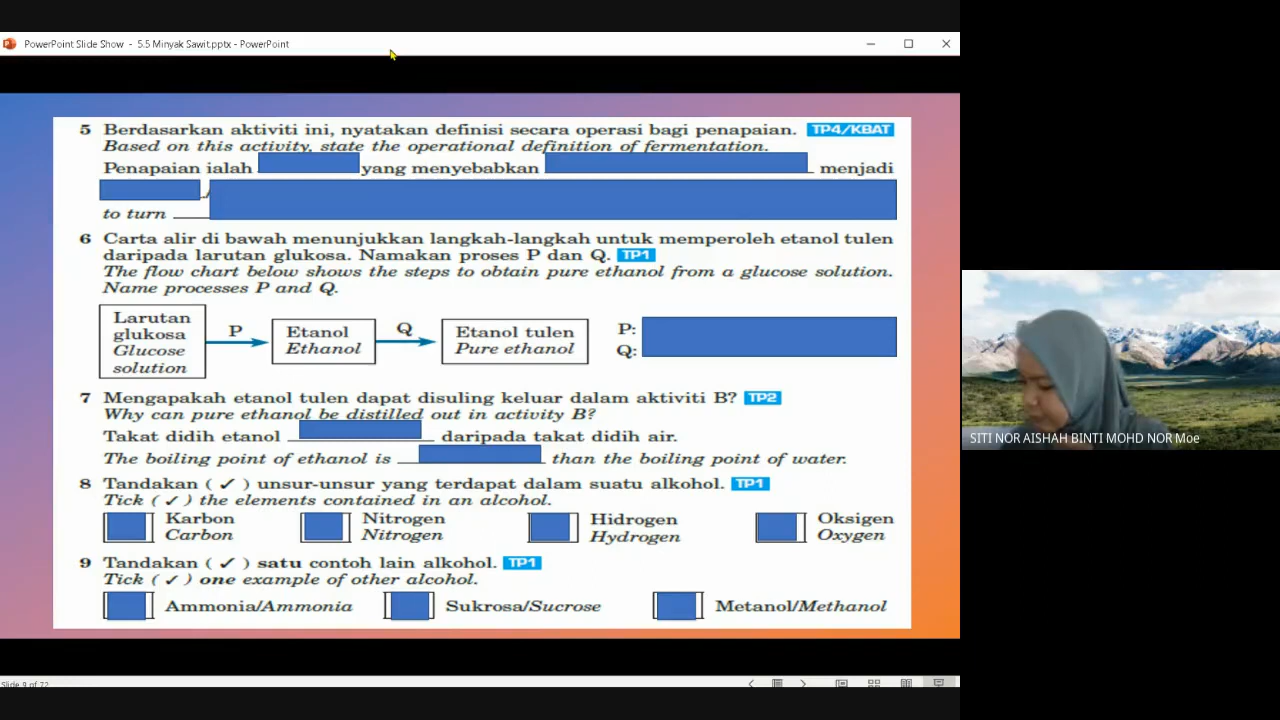 PowerPoint Slide Show - 5.5 Minyak Sawit.pptx - PowerPoint
5 Berdasarkan aktiviti ini, nyatakan definisi secara operasi bagi penapaian. TP4/KBAT
Based on this activity, state the operational definition of fermentation.
Penapaian ialah yang menyebabkan menjadi
to turn
6 Carta alir di bawah menunjukkan langkah-langkah untuk memperoleh etanol tulen
daripada larutan glukosa. Namakan proses P dan Q. TP1
The flow chart below shows the steps to obtain pure ethanol from a glucose solution.
Name processes P and Q.
Larutan
glukosa
Glucose
solution
P
Etanol
Ethanol
Q
Etanol tulen
Pure ethanol
P:
Q:
7 Mengapakah etanol tulen dapat disuling keluar dalam aktiviti B? TP2
Why can pure ethanol be distilled out in activity B?
Takat didih etanol daripada takat didih air.
The boiling point of ethanol is than the boiling point of water.
8 Tandakan ( ✓ ) unsur-unsur yang terdapat dalam suatu alkohol. TP1
Tick ( ✓ ) the elements contained in an alcohol.
Karbon Nitrogen Hidrogen Oksigen
Carbon Nitrogen Hydrogen Oxygen
9 Tandakan ( ✓ ) satu contoh lain alkohol. TP1
Tick ( ✓ ) one example of other alcohol.
Ammonia/Ammonia Sukrosa/Sucrose Metanol/Methanol
Slide 9 of 72
SITI NOR AISHAH BINTI MOHD NOR Moe